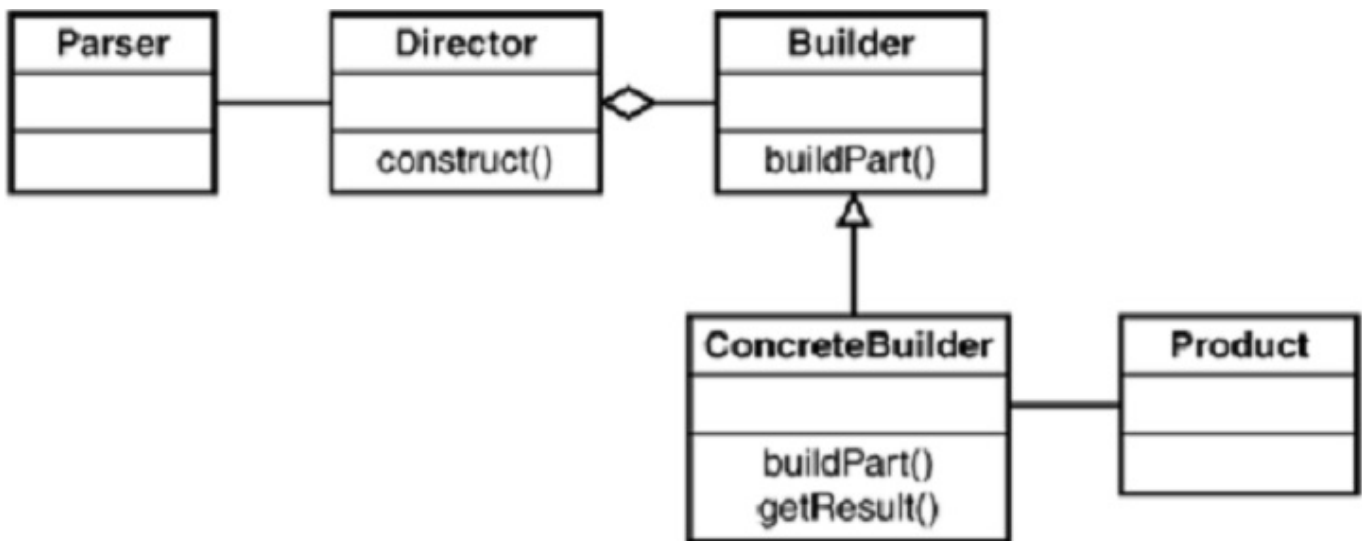 Parser
Director
construct()
Builder
buildPart()
ConcreteBuilder
buildPart()
getResult()
Product